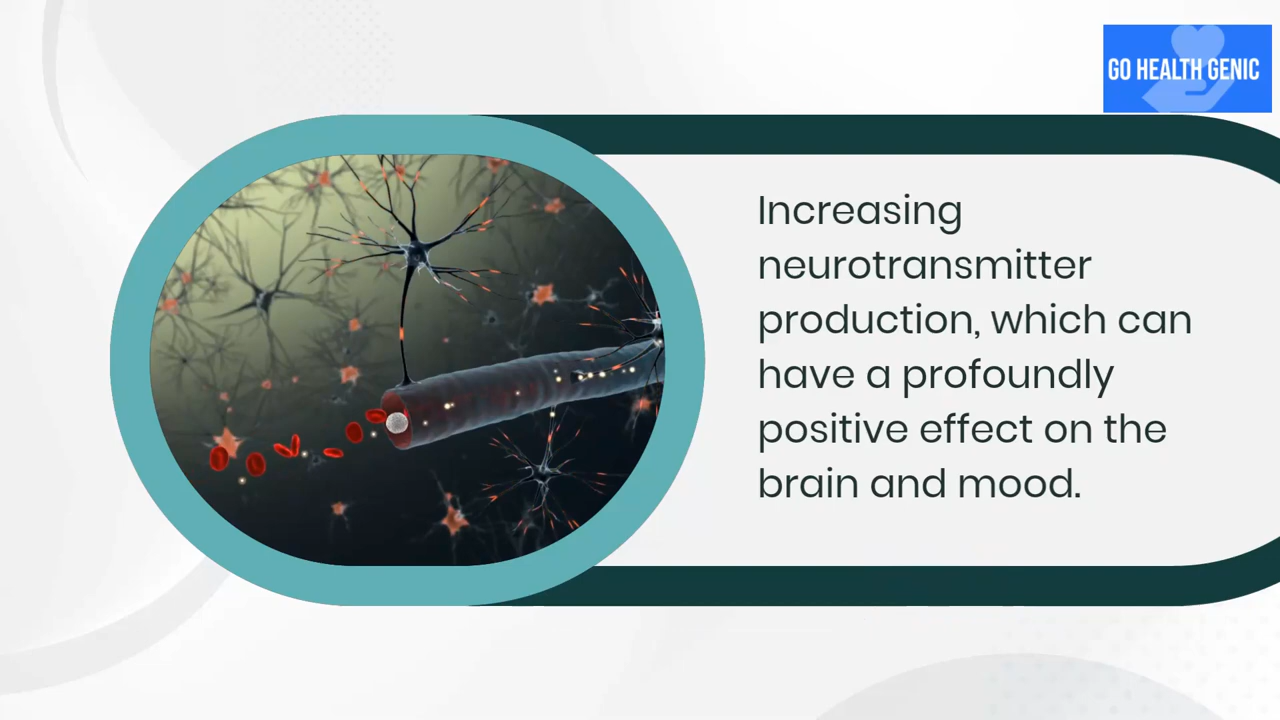 GO HEALTH GENIC
Increasing
neurotransmitter
production, which can
have a profoundly
positive effect on the
brain and mood.